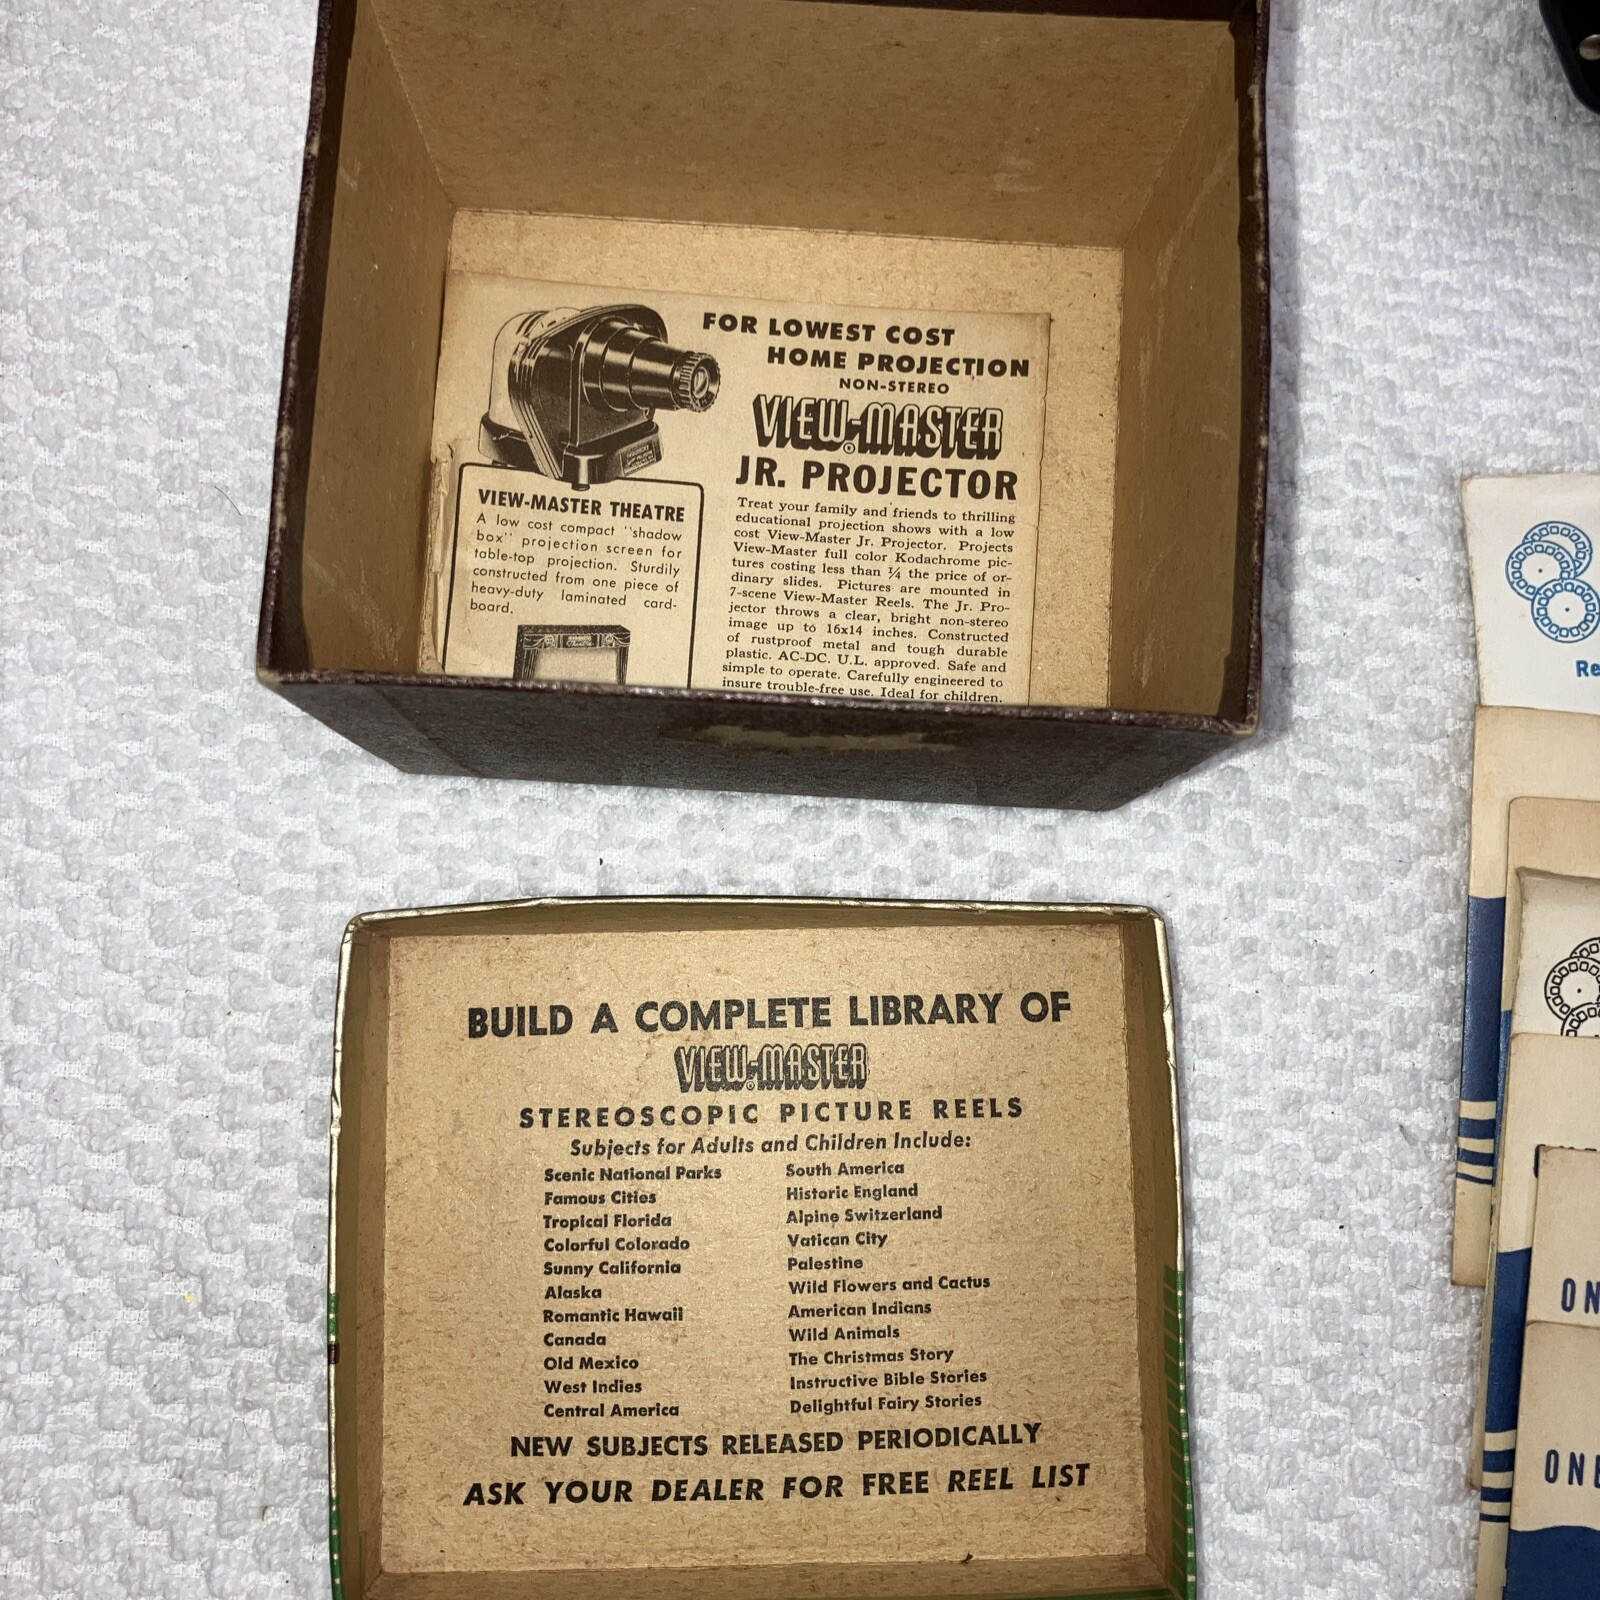 FOR LOWEST COST
HOME PROJECTION
NON-STEREO
VIEW-MASTER
JR. PROJECTOR
Treat your family and friends to thrilling
educational projection shows with a low
cost View-Master Jr. Projector. Projects
View-Master full color Kodachrome pic-
tures costing less than ¼ the price of or-
dinary slides. Pictures are mounted in
7-scene View-Master Reels. The Jr. Pro-
jector throws a clear, bright non-stereo
image up to 16x14 inches. Constructed
of rustproof metal and tough durable
plastic. AC-DC. U.L. approved. Safe and
simple to operate. Carefully engineered to
insure trouble-free use. Ideal for children.
VIEW-MASTER THEATRE
A low cost compact "shadow
box" projection screen for
table-top projection. Sturdily
constructed from one piece of
heavy-duty laminated card-
board.
BUILD A COMPLETE LIBRARY OF
VIEW-MASTER
STEREOSCOPIC PICTURE REELS
Subjects for Adults and Children Include:
Scenic National Parks
Famous Cities
Tropical Florida
Colorful Colorado
Sunny California
Alaska
Romantic Hawaii
Canada
Old Mexico
West Indies
Central America
South America
Historic England
Alpine Switzerland
Vatican City
Palestine
Wild Flowers and Cactus
American Indians
Wild Animals
The Christmas Story
Instructive Bible Stories
Delightful Fairy Stories
NEW SUBJECTS RELEASED PERIODICALLY
ASK YOUR DEALER FOR FREE REEL LIST
Re
ON
ONE